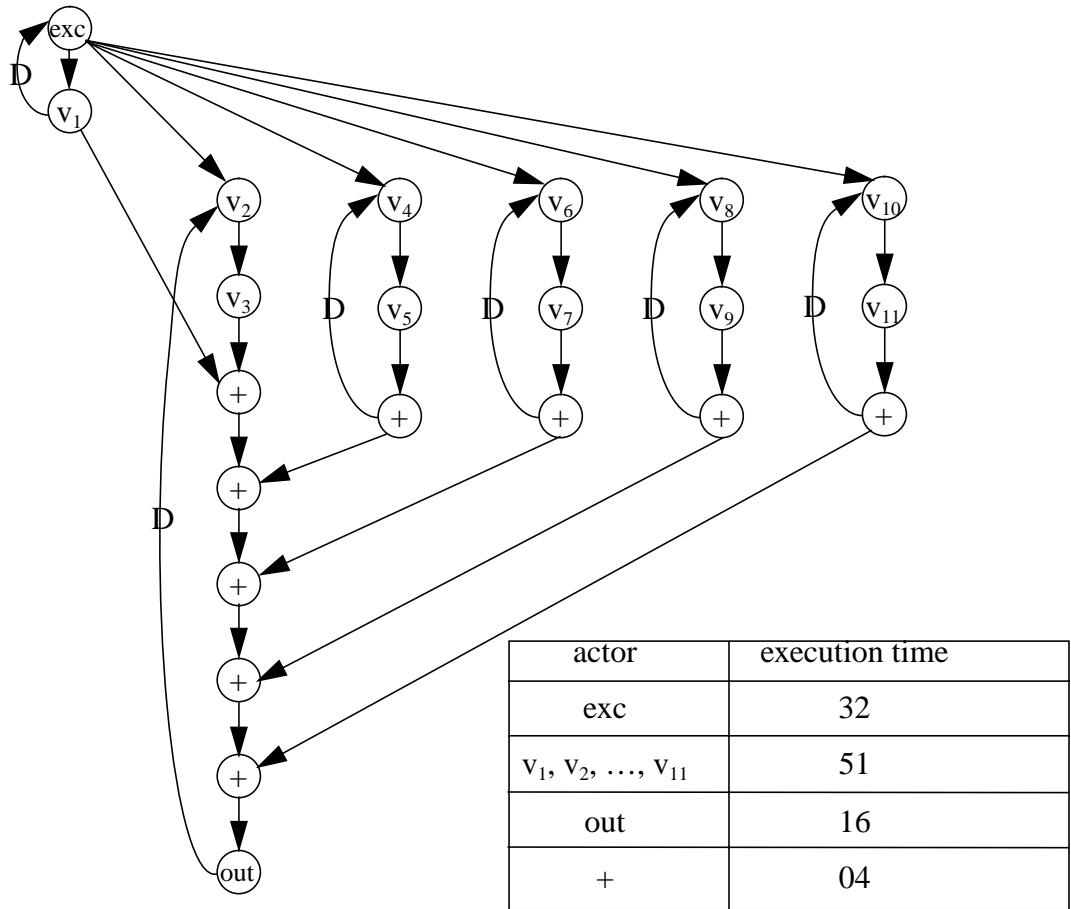 exc
D
v₁
v₂ v₄ v₆ v₈ v₁₀
v₃ D v₅ D v₇ D v₉ D v₁₁
+
+ + + +
+
D
+
+
+
out
actor execution time
exc 32
v₁, v₂, …, v₁₁ 51
out 16
+ 04